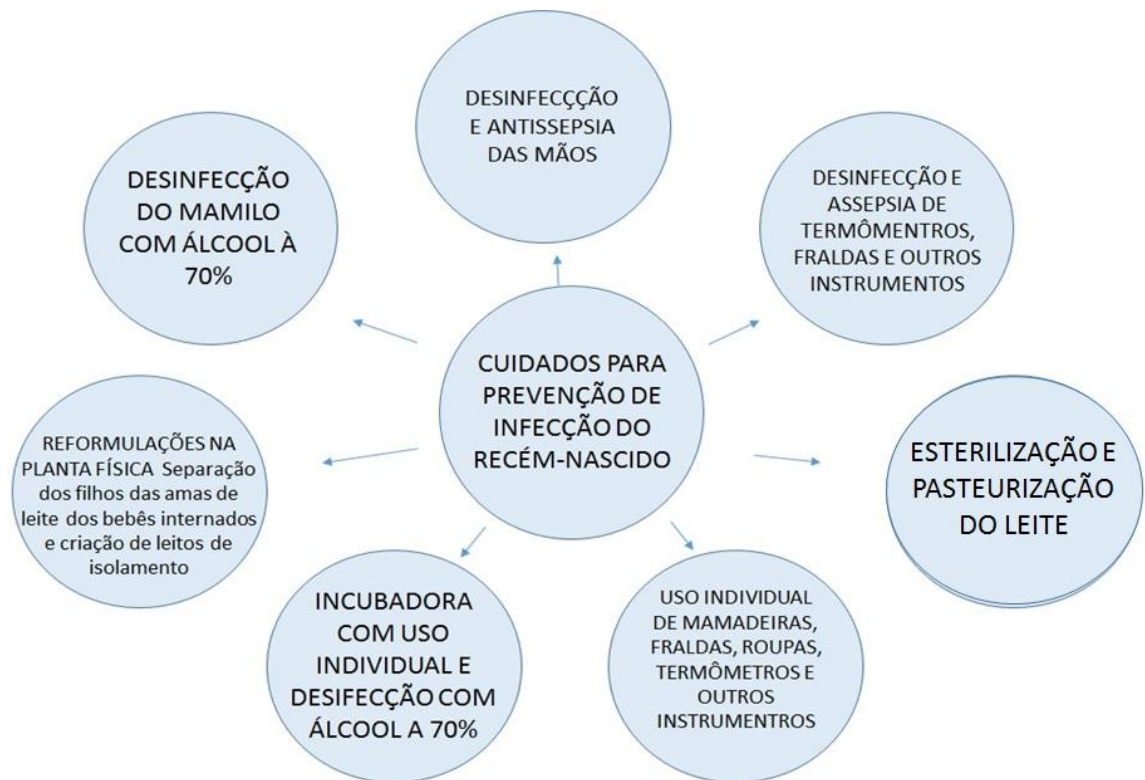 DESINFECÇÇÃO
E ANTISSEPSIA
DAS MÃOS
DESINFECÇÃO
DO MAMILO
COM ÁLCOOL À
70%
DESINFECÇÃO E
ASSEPSIA DE
TERMÔMENTROS,
FRALDAS E OUTROS
INSTRUMENTOS
CUIDADOS PARA
PREVENÇÃO DE
INFECÇÃO DO
RECÉM-NASCIDO
REFORMULAÇÕES NA
PLANTA FÍSICA Separação
dos filhos das amas de
leite dos bebês internados
e criação de leitos de
isolamento
ESTERILIZAÇÃO E
PASTEURIZAÇÃO
DO LEITE
INCUBADORA
COM USO
INDIVIDUAL E
DESIFECÇÃO COM
ÁLCOOL A 70%
USO INDIVIDUAL
DE MAMADEIRAS,
FRALDAS, ROUPAS,
TERMÔMETROS E
OUTROS
INSTRUMENTROS